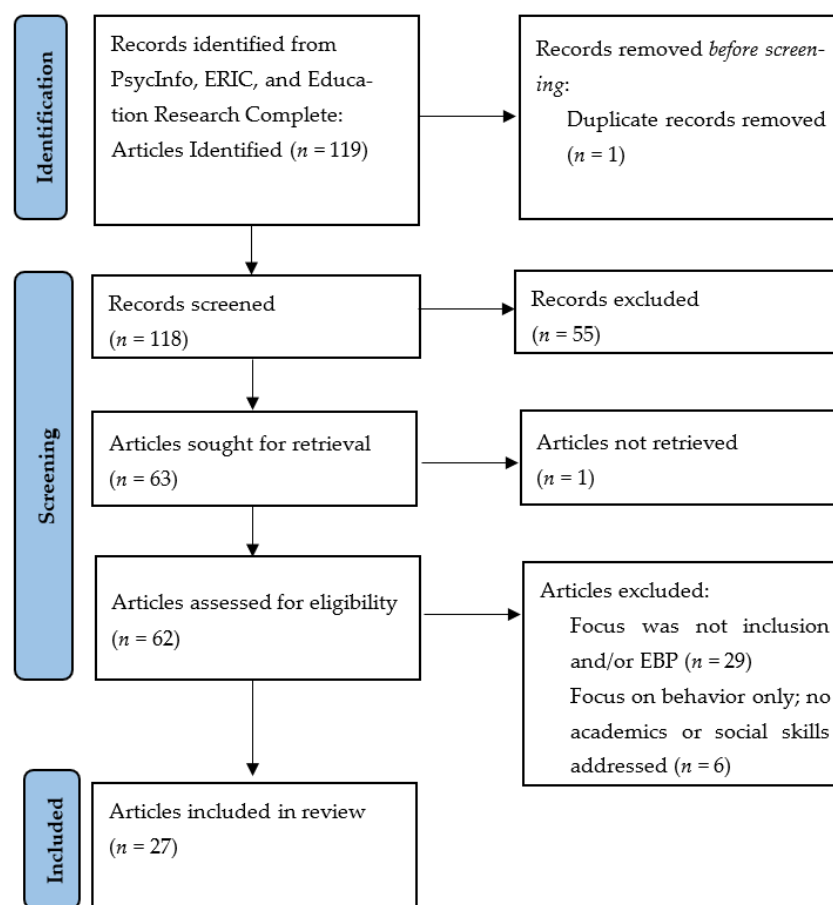 Identification
Records identified from
PsycInfo, ERIC, and Educa-
tion Research Complete:
Articles Identified (n = 119)
Records removed before screen-
ing:
Duplicate records removed
(n = 1)
Screening
Records screened
(n = 118)
Records excluded
(n = 55)
Articles sought for retrieval
(n = 63)
Articles not retrieved
(n = 1)
Articles assessed for eligibility
(n = 62)
Articles excluded:
Focus was not inclusion
and/or EBP (n = 29)
Focus on behavior only; no
academics or social skills
addressed (n = 6)
Included
Articles included in review
(n = 27)